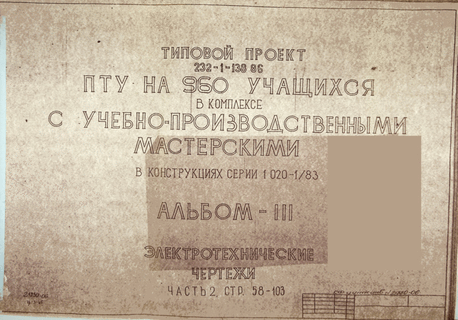 ТИПОВОЙ ПРОЕКТ
232-1-138 86
ПТУ НА 960 УЧАЩИХСЯ
В КОМПЛЕКСЕ
С УЧЕБНО-ПРОИЗВОДСТВЕННЫМИ
МАСТЕРСКИМИ
В КОНСТРУКЦИЯХ СЕРИИ 1 020-1/83
АЛЬБОМ - III
ЭЛЕКТРОТЕХНИЧЕСКИЕ
ЧЕРТЕЖИ
ЧАСТЬ 2, СТР. 58-103